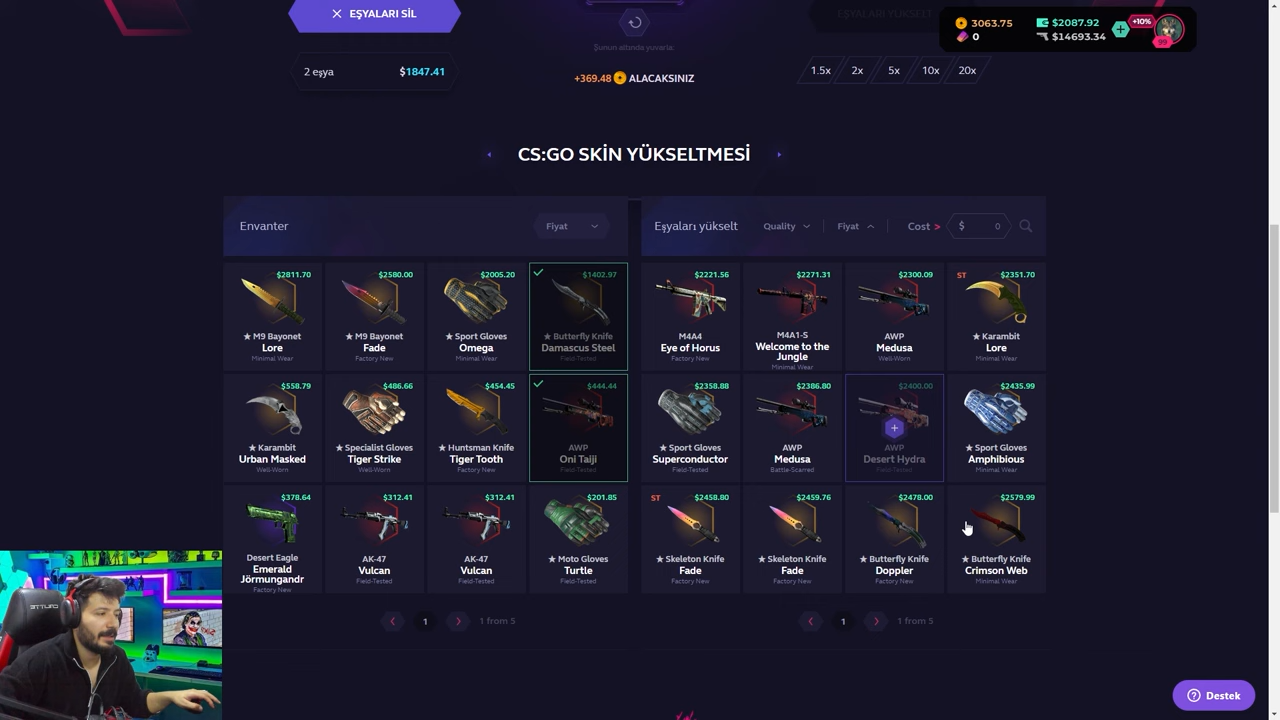 EŞYALARI SİL
EŞYALARI YÜKSELT
3063.75
0
$2087.92
$14693.34
+10%
99
Şunun altında yuvarla:
2 eşya
$1847.41
+369.48 ALACAKSINIZ
1.5x
2x
5x
10x
20x
CS:GO SKİN YÜKSELTMESİ
Envanter
Fiyat
Eşyaları yükselt
Quality
Fiyat
Cost >
$ 0
$2811.70
★ M9 Bayonet
Lore
Minimal Wear
$2580.00
★ M9 Bayonet
Fade
Factory New
$2005.20
★ Sport Gloves
Omega
Minimal Wear
$1402.97
★ Butterfly Knife
Damascus Steel
Field-Tested
$2221.56
M4A4
Eye of Horus
Factory New
$2271.31
M4A1-S
Welcome to the
Jungle
Minimal Wear
$2300.09
AWP
Medusa
Well-Worn
ST
$2351.70
★ Karambit
Lore
Minimal Wear
$558.79
★ Karambit
Urban Masked
Well-Worn
$486.66
★ Specialist Gloves
Tiger Strike
Well-Worn
$454.45
★ Huntsman Knife
Tiger Tooth
Factory New
$444.44
AWP
Oni Taiji
Field-Tested
$2358.88
★ Sport Gloves
Superconductor
Field-Tested
$2386.80
AWP
Medusa
Battle-Scarred
$2400.00
AWP
Desert Hydra
Field-Tested
$2435.99
★ Sport Gloves
Amphibious
Minimal Wear
$378.64
Desert Eagle
Emerald
Jörmungandr
Factory New
$312.41
AK-47
Vulcan
Field-Tested
$312.41
AK-47
Vulcan
Field-Tested
$201.85
★ Moto Gloves
Turtle
Field-Tested
ST
$2458.80
★ Skeleton Knife
Fade
Factory New
$2459.76
★ Skeleton Knife
Fade
Factory New
$2478.00
★ Butterfly Knife
Doppler
Factory New
$2579.99
★ Butterfly Knife
Crimson Web
Minimal Wear
1
1 from 5
1
1 from 5
Destek